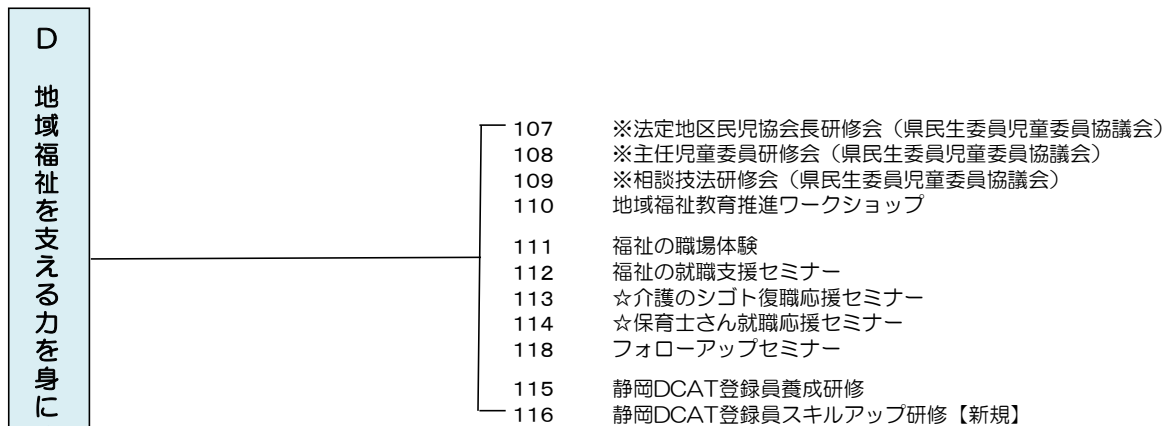 D 地域福祉を支える力を身に
107 ※法定地区民児協会長研修会（県民生委員児童委員協議会）
108 ※主任児童委員研修会（県民生委員児童委員協議会）
109 ※相談技法研修会（県民生委員児童委員協議会）
110 地域福祉教育推進ワークショップ
111 福祉の職場体験
112 福祉の就職支援セミナー
113 ☆介護のシゴト復職応援セミナー
114 ☆保育士さん就職応援セミナー
118 フォローアップセミナー
115 静岡DCAT登録員養成研修
116 静岡DCAT登録員スキルアップ研修【新規】